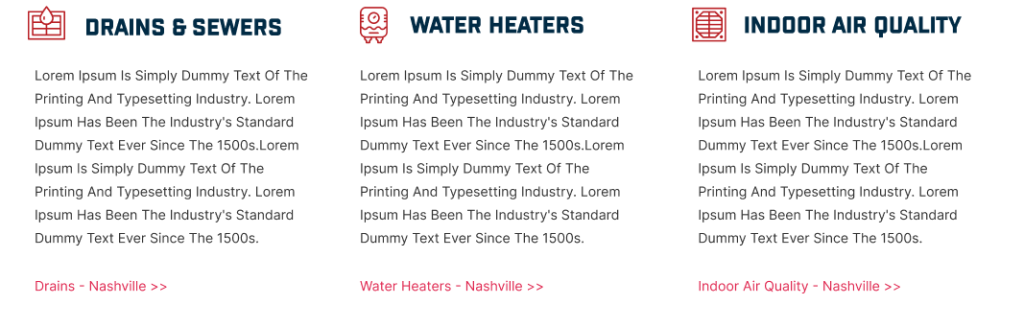 DRAINS & SEWERS
Lorem Ipsum Is Simply Dummy Text Of The
Printing And Typesetting Industry. Lorem
Ipsum Has Been The Industry's Standard
Dummy Text Ever Since The 1500s.Lorem
Ipsum Is Simply Dummy Text Of The
Printing And Typesetting Industry. Lorem
Ipsum Has Been The Industry's Standard
Dummy Text Ever Since The 1500s.
Drains - Nashville >>
WATER HEATERS
Lorem Ipsum Is Simply Dummy Text Of The
Printing And Typesetting Industry. Lorem
Ipsum Has Been The Industry's Standard
Dummy Text Ever Since The 1500s.Lorem
Ipsum Is Simply Dummy Text Of The
Printing And Typesetting Industry. Lorem
Ipsum Has Been The Industry's Standard
Dummy Text Ever Since The 1500s.
Water Heaters - Nashville >>
INDOOR AIR QUALITY
Lorem Ipsum Is Simply Dummy Text Of The
Printing And Typesetting Industry. Lorem
Ipsum Has Been The Industry's Standard
Dummy Text Ever Since The 1500s.Lorem
Ipsum Is Simply Dummy Text Of The
Printing And Typesetting Industry. Lorem
Ipsum Has Been The Industry's Standard
Dummy Text Ever Since The 1500s.
Indoor Air Quality - Nashville >>